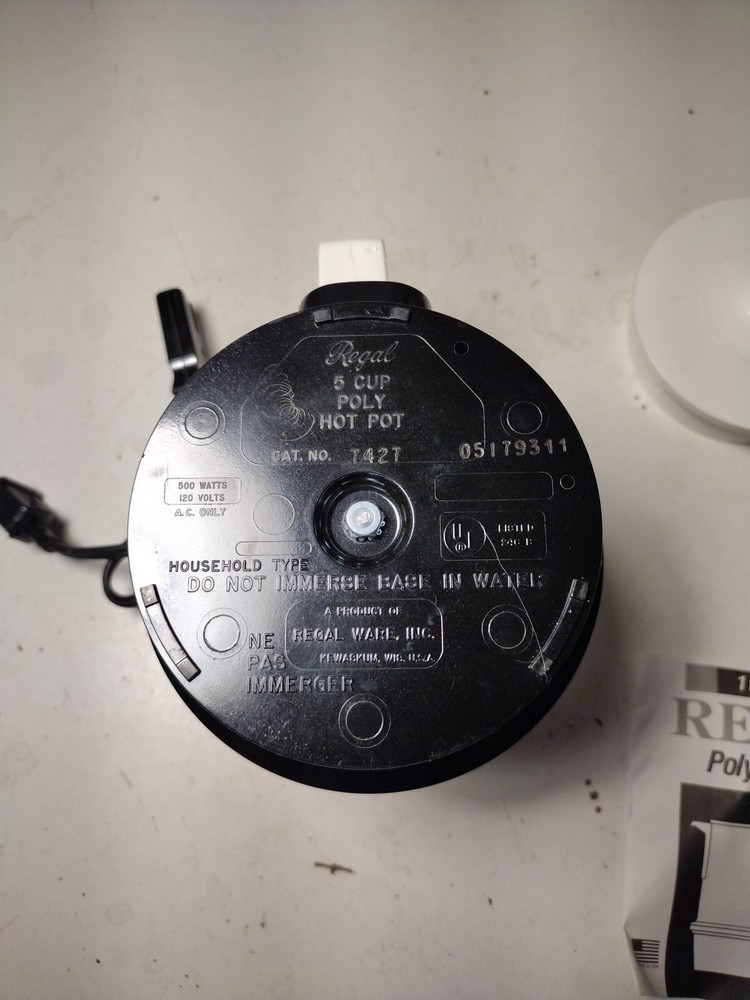 Regal
5 CUP
POLY
HOT POT
CAT. NO. 7427 05179311
500 WATTS
120 VOLTS
A.C. ONLY
UL
LISTED
HOUSEHOLD TYPE
DO NOT IMMERSE BASE IN WATER
A PRODUCT OF
REGAL WARE, INC.
KEWASKUM, WIS. U.S.A.
NE
PAS
IMMERGER
RE
Poly